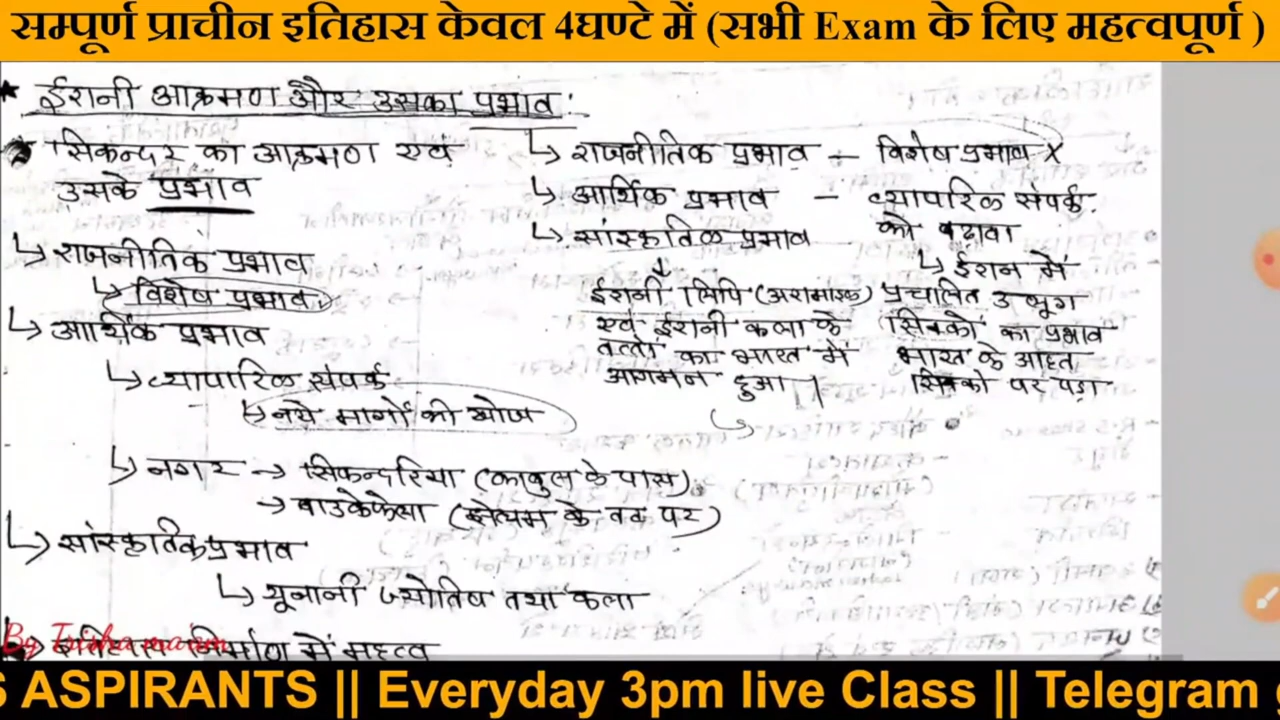 सम्पूर्ण प्राचीन इतिहास केवल 4घण्टे में (सभी Exam के लिए महत्वपूर्ण )
★ ईरानी आक्रमण और उसका प्रभाव :
↳ राजनीतिक प्रभाव – विशेष प्रभाव X
↳ आर्थिक प्रभाव – व्यापारिक संपर्क
को बढ़ावा
↳ ईरान में
प्रचालित उभृग
सिक्कों का प्रभाव
भारत के आहत
सिक्को पर पड़ा
↳ सांस्कृतिक प्रभाव
↓
ईरानी लिपि (अरामाइक)
एवं ईरानी कला के
तत्तों का भारत में
आगमन हुआ |
सिकन्दर का आक्रमण एवं
उसके प्रभाव
↳ राजनीतिक प्रभाव
↳ विशेष प्रभाव
↳ आर्थिक प्रभाव
↳ व्यापारिक संपर्क
↳ नये मार्गों की खोज
↳ नगर → सिकन्दरिया (काबुल के पास)
→ वाउकेफेला (झेलम के तट पर)
↳ सांस्कृतिक प्रभाव
↳ यूनानी ज्योतिष तथा कला
By Trisha
निर्माण में महत्व
S ASPIRANTS || Everyday 3pm live Class || Telegram